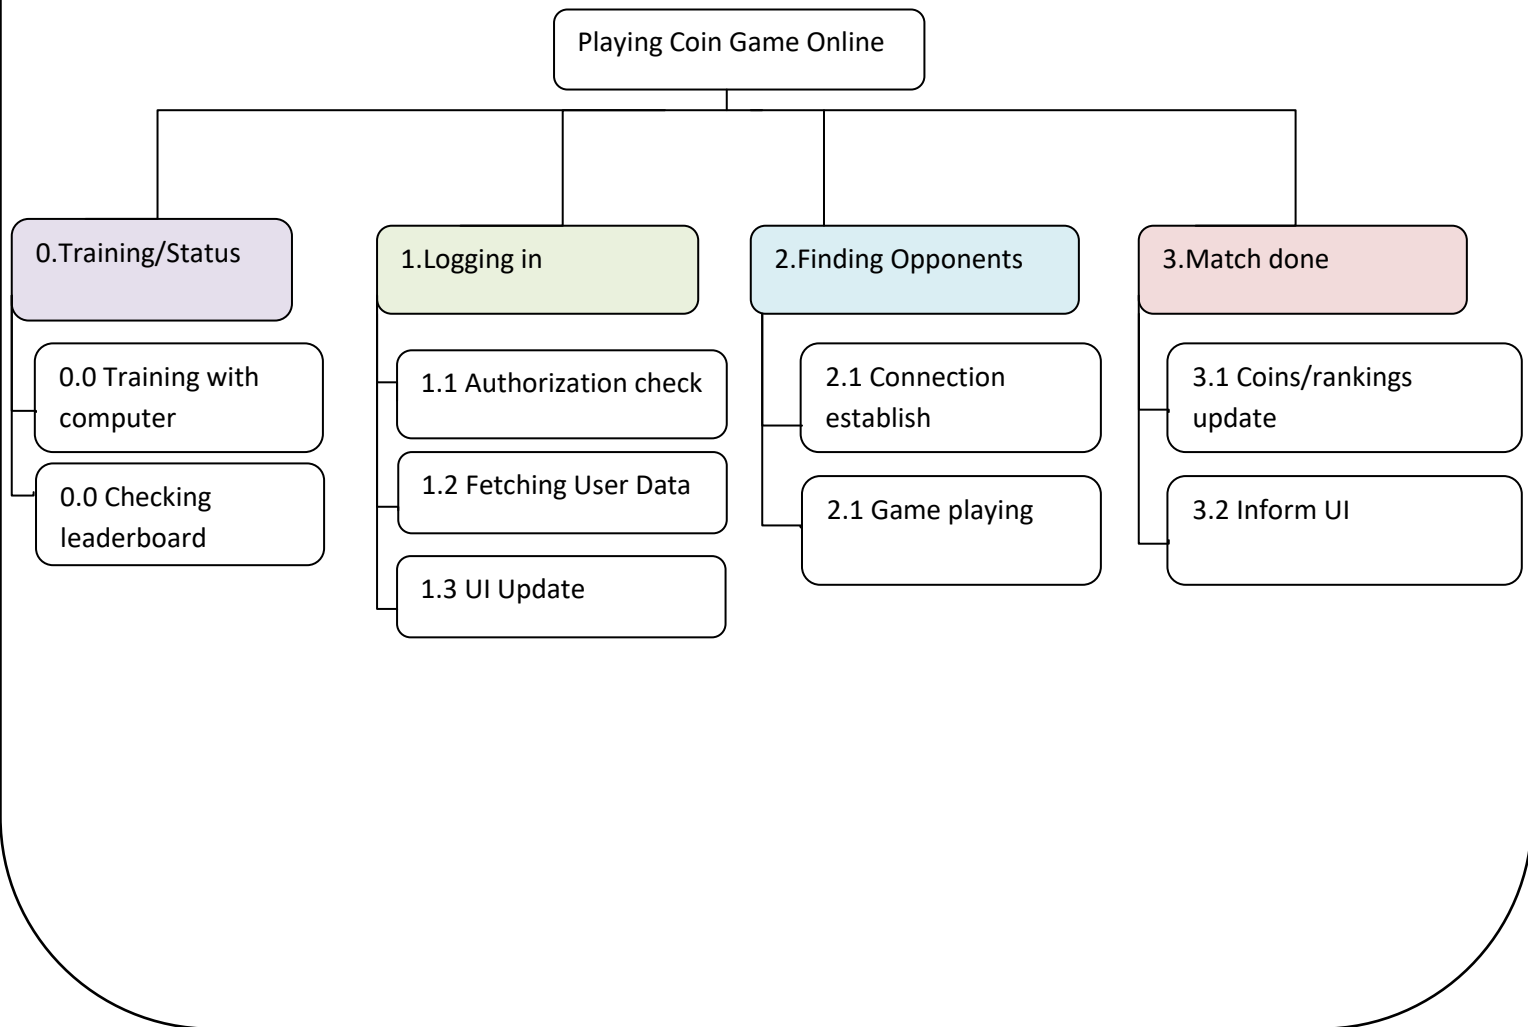 Playing Coin Game Online
0.Training/Status
1.Logging in
2.Finding Opponents
3.Match done
0.0 Training with
computer
0.0 Checking
leaderboard
1.1 Authorization check
1.2 Fetching User Data
1.3 UI Update
2.1 Connection
establish
2.1 Game playing
3.1 Coins/rankings
update
3.2 Inform UI